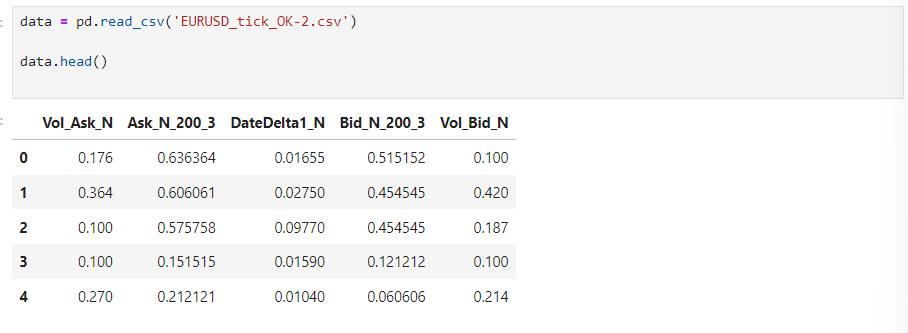 data = pd.read_csv('EURUSD_tick_OK-2.csv')
data.head()
Vol_Ask_N Ask_N_200_3 DateDelta1_N Bid_N_200_3 Vol_Bid_N
0 0.176 0.636364 0.01655 0.515152 0.100
1 0.364 0.606061 0.02750 0.454545 0.420
2 0.100 0.575758 0.09770 0.454545 0.187
3 0.100 0.151515 0.01590 0.121212 0.100
4 0.270 0.212121 0.01040 0.060606 0.214